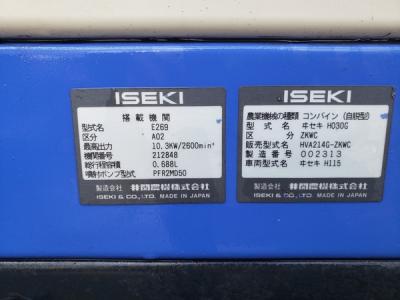 ISEKI
搭載機関
型式名 E269
区分 A02
最高出力 10.3KW/2600min⁻¹
機関番号 212848
総行程容積 0.688L
噴射ポンプ型式 PFR2MD50
製造会社 井関農機株式会社
ISEKI & CO., LTD. MADE IN JAPAN
ISEKI
農業機械の種類 コンバイン (自脱型)
型式名 ヰセキ HO30G
区分 ZKWC
販売型式名 HVA214G-ZKWC
製造番号 002313
車両型式名 ヰセキ H115
製造会社 井関農機株式会社
ISEKI & CO., LTD. MADE IN JAPAN